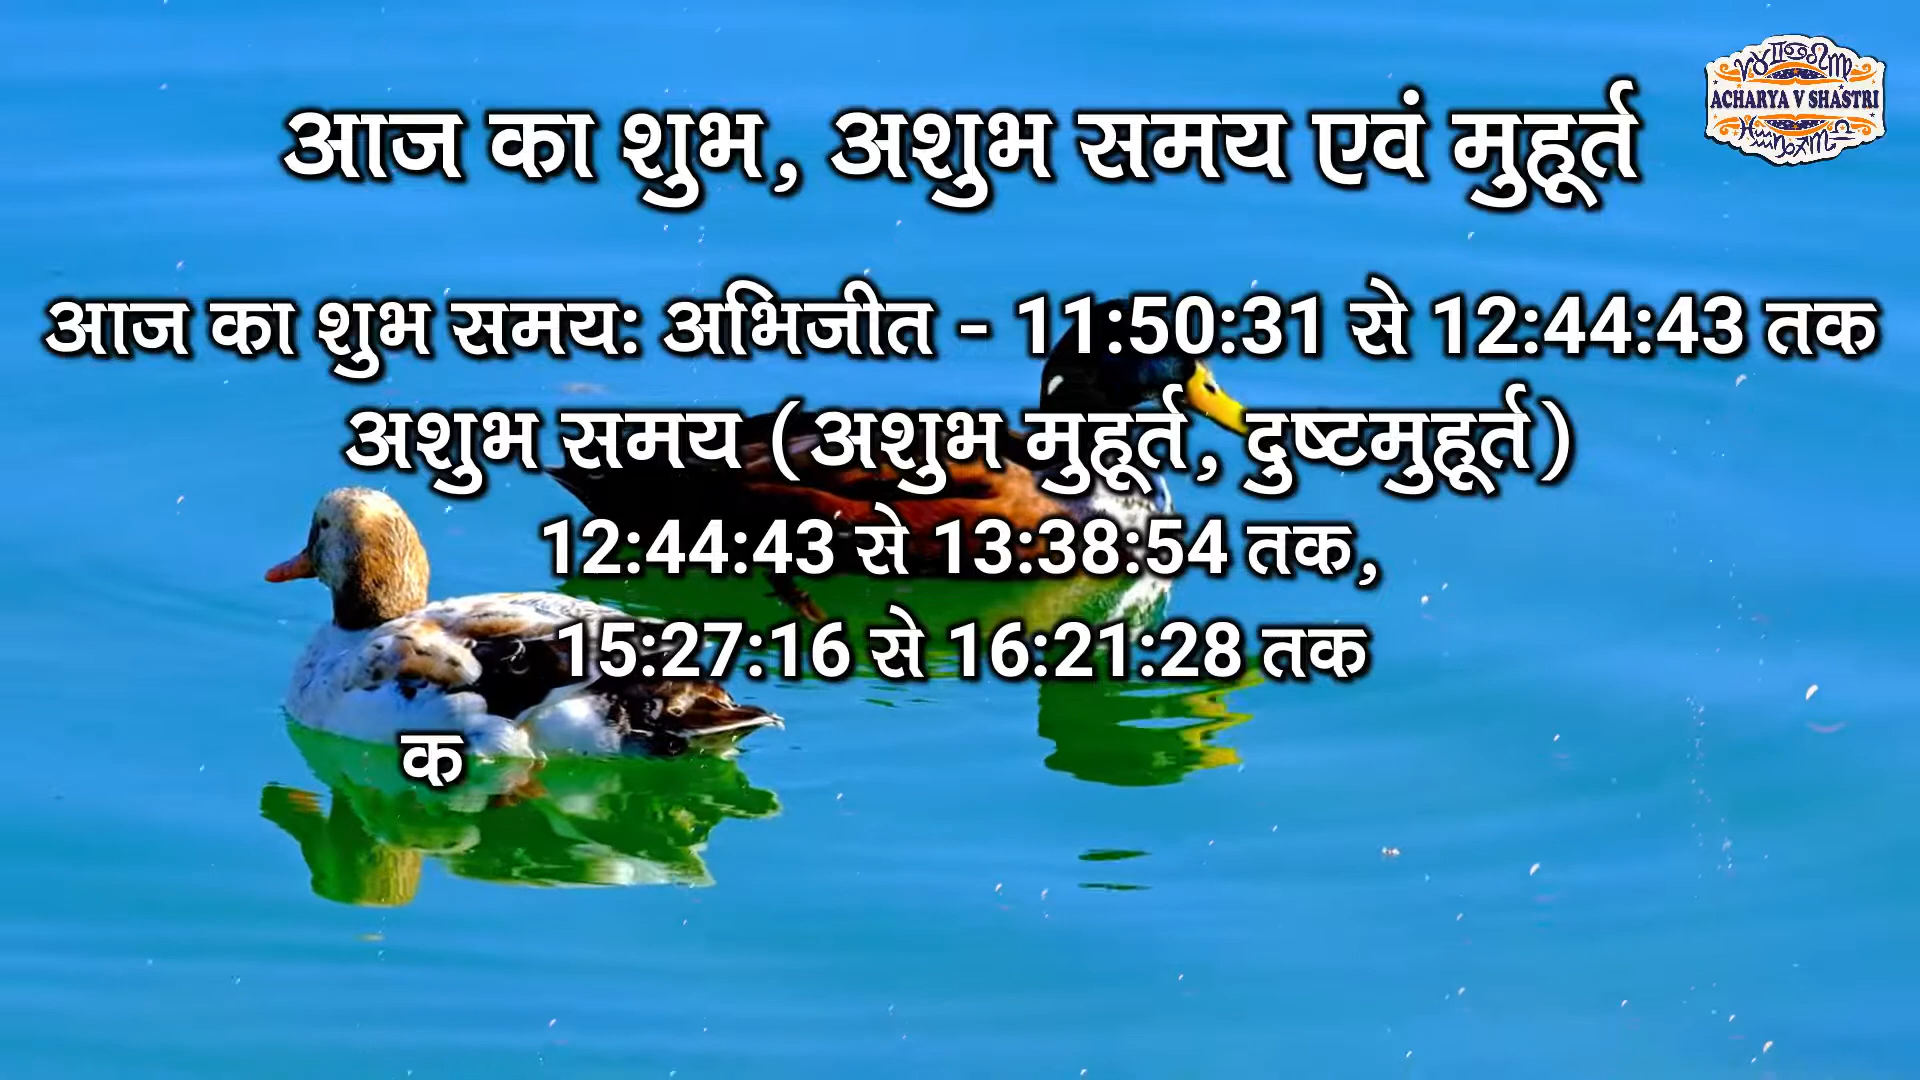 ACHARYA V SHASTRI
आज का शुभ, अशुभ समय एवं मुहूर्त
आज का शुभ समय: अभिजीत - 11:50:31 से 12:44:43 तक
अशुभ समय (अशुभ मुहूर्त, दुष्टमुहूर्त)
12:44:43 से 13:38:54 तक,
15:27:16 से 16:21:28 तक
क